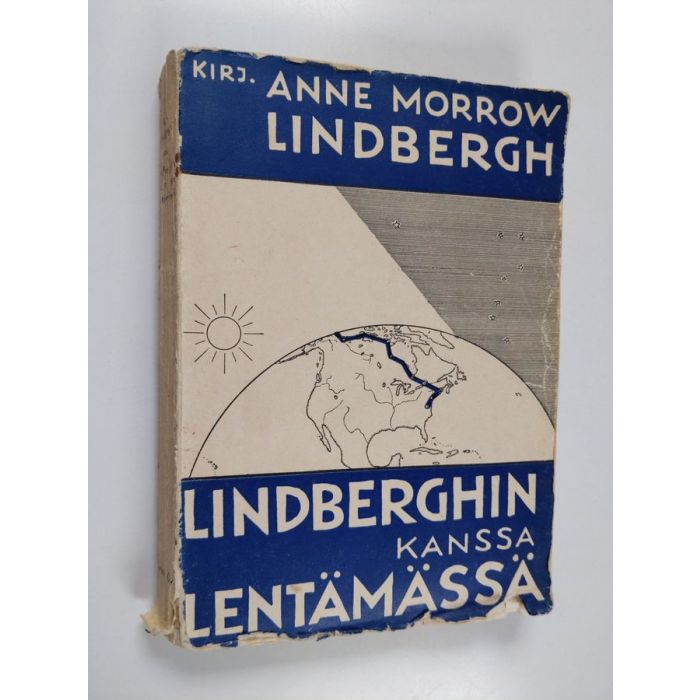 KIRJ. ANNE MORROW
LINDBERGH
LINDBERGHIN
KANSSA
LENTÄMÄSSÄ